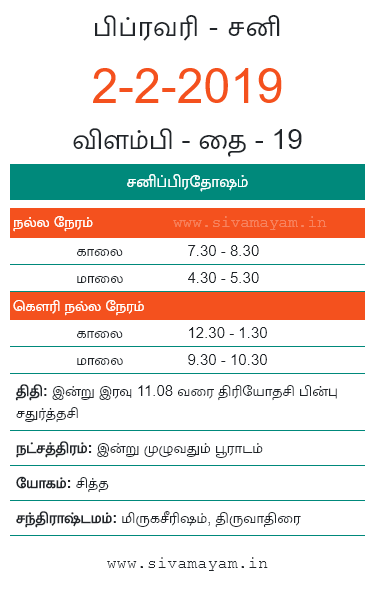 பிப்ரவரி - சனி
2-2-2019
விளம்பி - தை - 19
சனிப்பிரதோஷம்
நல்ல நேரம் www.sivamayam.in
காலை 7.30 - 8.30
மாலை 4.30 - 5.30
கௌரி நல்ல நேரம்
காலை 12.30 - 1.30
மாலை 9.30 - 10.30
திதி: இன்று இரவு 11.08 வரை திரியோதசி பின்பு
சதுர்த்தசி
நட்சத்திரம்: இன்று முழுவதும் பூராடம்
யோகம்: சித்த
சந்திராஷ்டமம்: மிருகசீரிஷம், திருவாதிரை
www.sivamayam.in